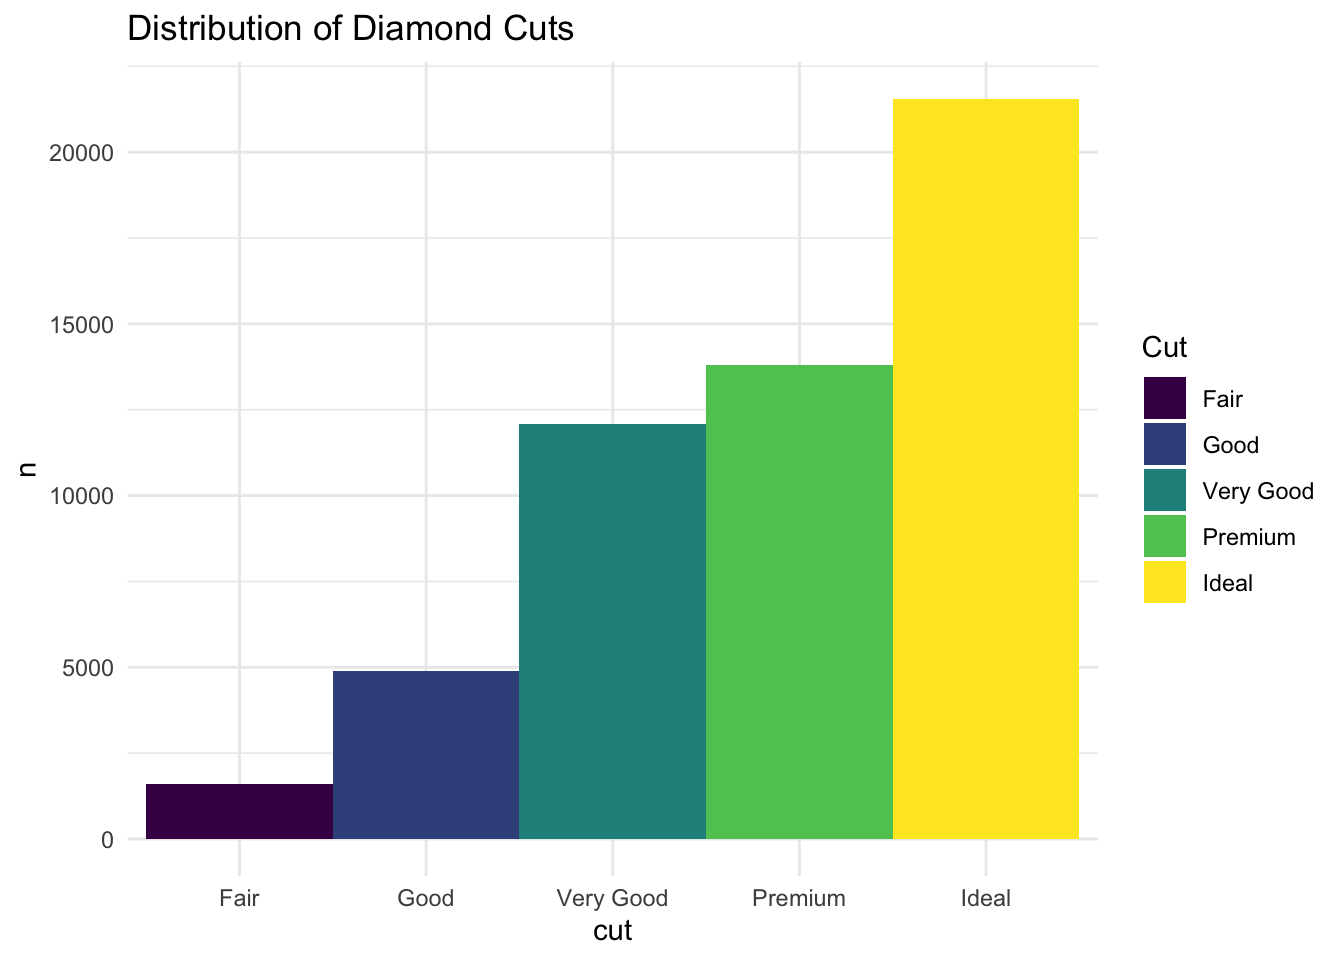 Distribution of Diamond Cuts
20000
15000
10000
5000
0
n
Fair
Good
Very Good
Premium
Ideal
cut
Cut
Fair
Good
Very Good
Premium
Ideal